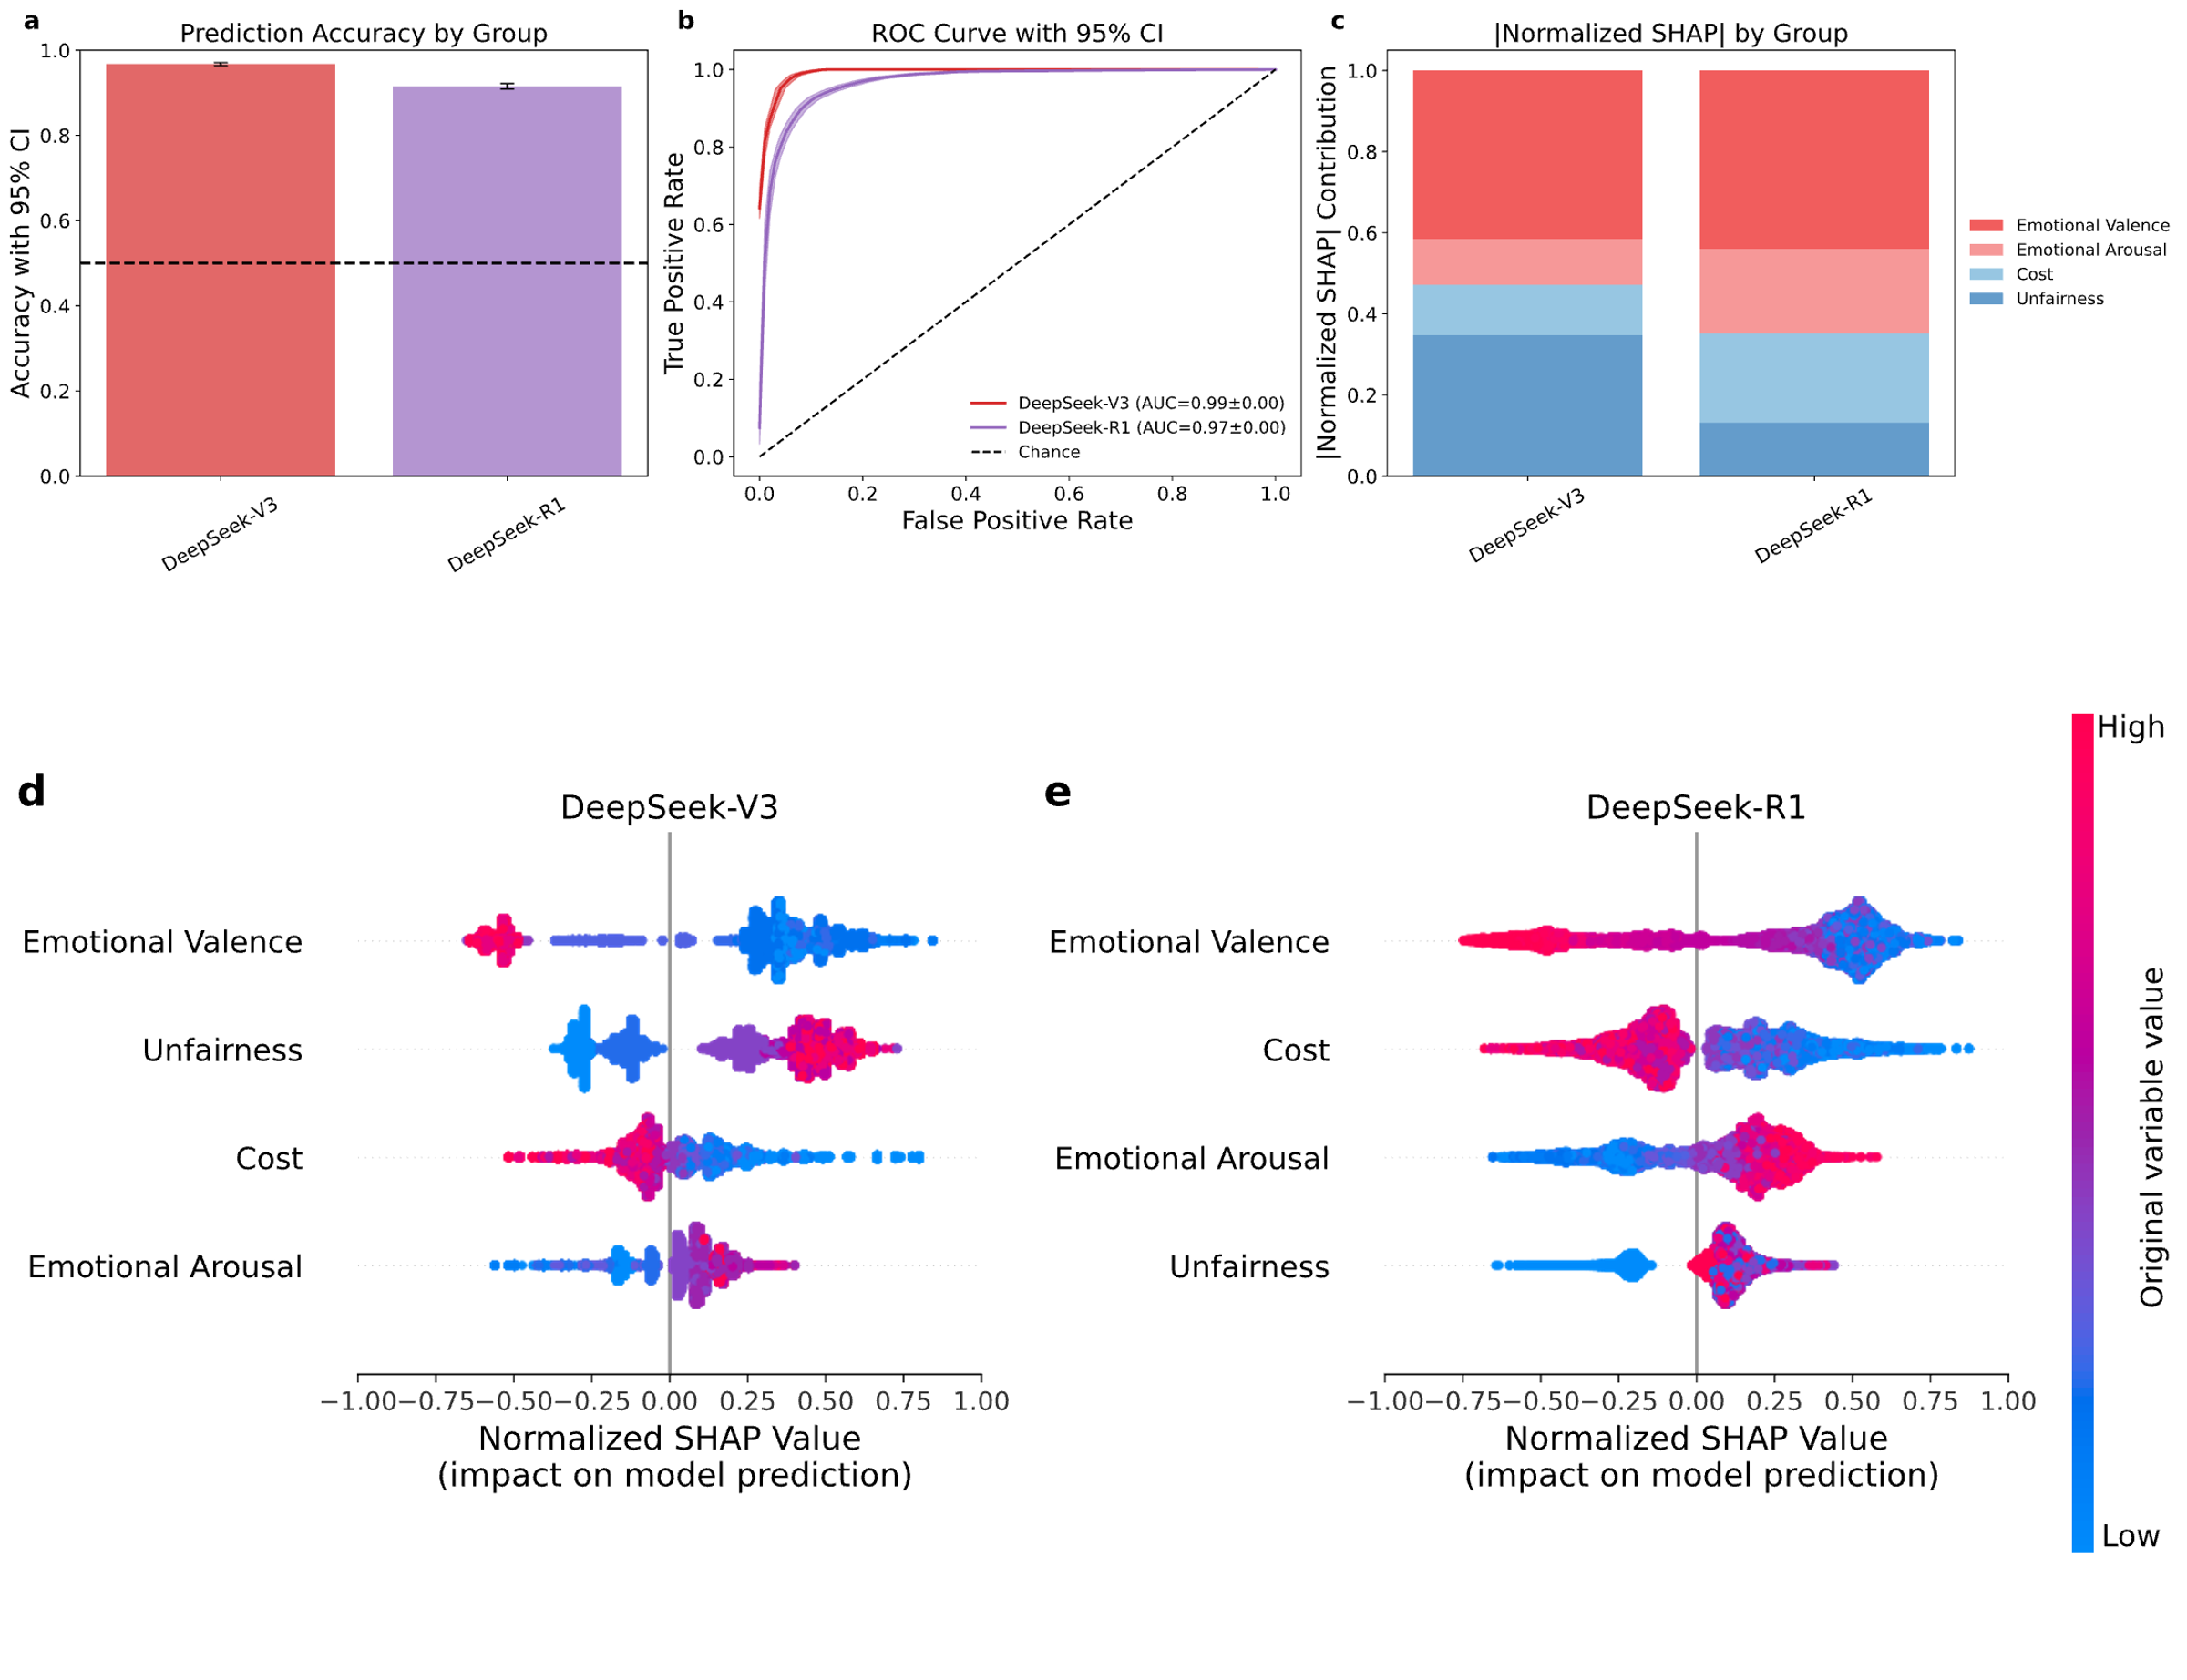 a
Prediction Accuracy by Group
Accuracy with 95% CI
1.0
0.8
0.6
0.4
0.2
0.0
DeepSeek-V3
DeepSeek-R1
b
ROC Curve with 95% CI
True Positive Rate
1.0
0.8
0.6
0.4
0.2
0.0
DeepSeek-V3 (AUC=0.99±0.00)
DeepSeek-R1 (AUC=0.97±0.00)
Chance
0.0 0.2 0.4 0.6 0.8 1.0
False Positive Rate
c
|Normalized SHAP| by Group
|Normalized SHAP| Contribution
1.0
0.8
0.6
0.4
0.2
0.0
DeepSeek-V3
DeepSeek-R1
Emotional Valence
Emotional Arousal
Cost
Unfairness
d
DeepSeek-V3
Emotional Valence
Unfairness
Cost
Emotional Arousal
−1.00 −0.75 −0.50 −0.25 0.00 0.25 0.50 0.75 1.00
Normalized SHAP Value
(impact on model prediction)
e
DeepSeek-R1
Emotional Valence
Cost
Emotional Arousal
Unfairness
−1.00 −0.75 −0.50 −0.25 0.00 0.25 0.50 0.75 1.00
Normalized SHAP Value
(impact on model prediction)
High
Original variable value
Low